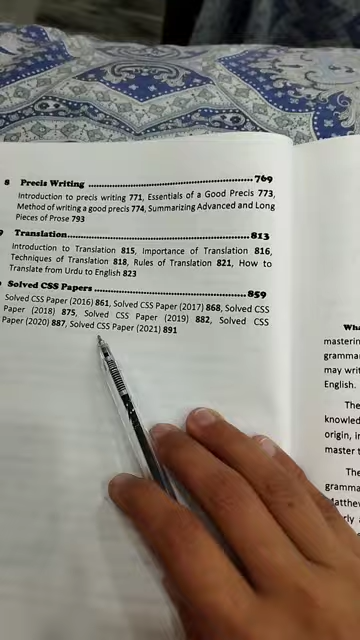 8 Precis Writing ..................................................769
Introduction to precis writing 771, Essentials of a Good Precis 773,
Method of writing a good precis 774, Summarizing Advanced and Long
Pieces of Prose 793
Translation........................................................813
Introduction to Translation 815, Importance of Translation 816,
Techniques of Translation 818, Rules of Translation 821, How to
Translate from Urdu to English 823
Solved CSS Papers .................................................859
Solved CSS Paper (2016) 861, Solved CSS Paper (2017) 868, Solved CSS
Paper (2018) 875, Solved CSS Paper (2019) 882, Solved CSS
Paper (2020) 887, Solved CSS Paper (2021) 891
masterin
gramma
may writ
English.
The
knowled
origin, i
master t
The
gramma